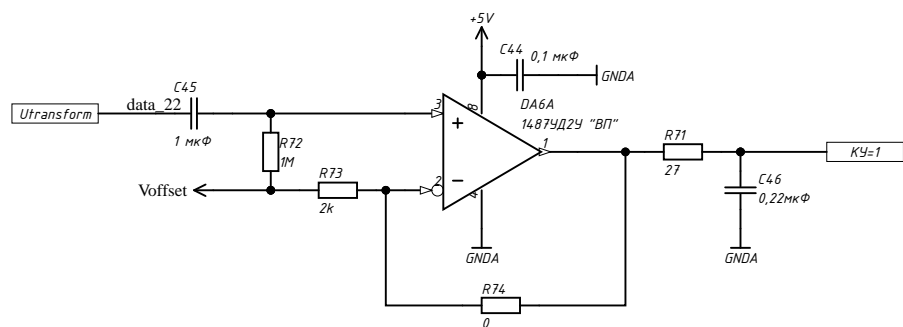 +5V
C44
0,1 мкФ
GNDA
C45
Utransform
data_22
1 мкФ
3
8
DA6A
1487УД2У "ВП"
R72
1M
1
R71
27
КУ=1
Voffset
R73
2k
2
4
C46
0,22мкФ
GNDA
GNDA
R74
0